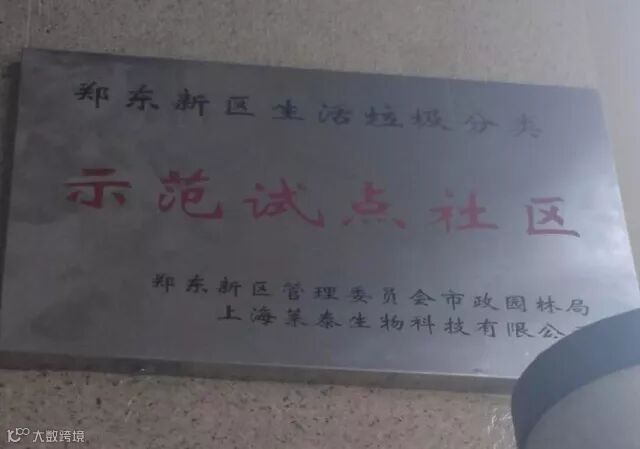 郑东新区生活垃圾分类
示范试点社区
郑东新区管理委员会市政园林局
上海莱泰生物科技有限公
大数跨境